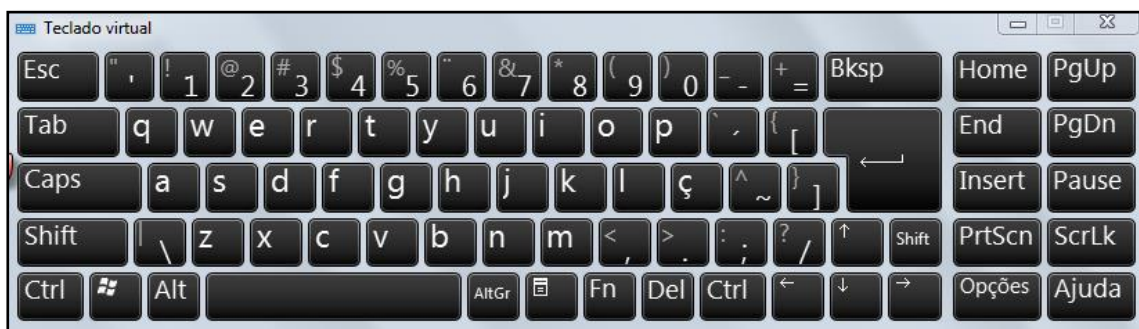 Teclado virtual
Esc " ' ! 1 @ 2 # 3 $ 4 % 5 ¨ 6 & 7 * 8 ( 9 ) 0 _ - + = Bksp Home PgUp
Tab q w e r t y u i o p ` ´ { [ End PgDn
Caps a s d f g h j k l ç ^ ~ } ] ← Insert Pause
Shift | \ z x c v b n m < , > . : ; ? / ↑ Shift PrtScn ScrLk
Ctrl Alt AltGr Fn Del Ctrl ← ↓ → Opções Ajuda